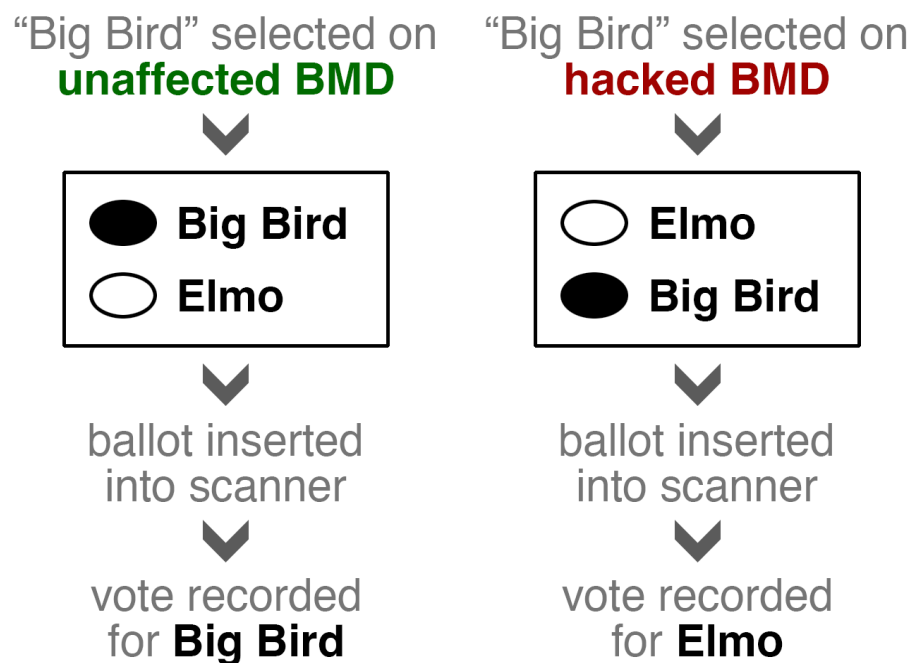 “Big Bird” selected on
unaffected BMD
Big Bird
Elmo
ballot inserted
into scanner
vote recorded
for Big Bird
“Big Bird” selected on
hacked BMD
Elmo
Big Bird
ballot inserted
into scanner
vote recorded
for Elmo